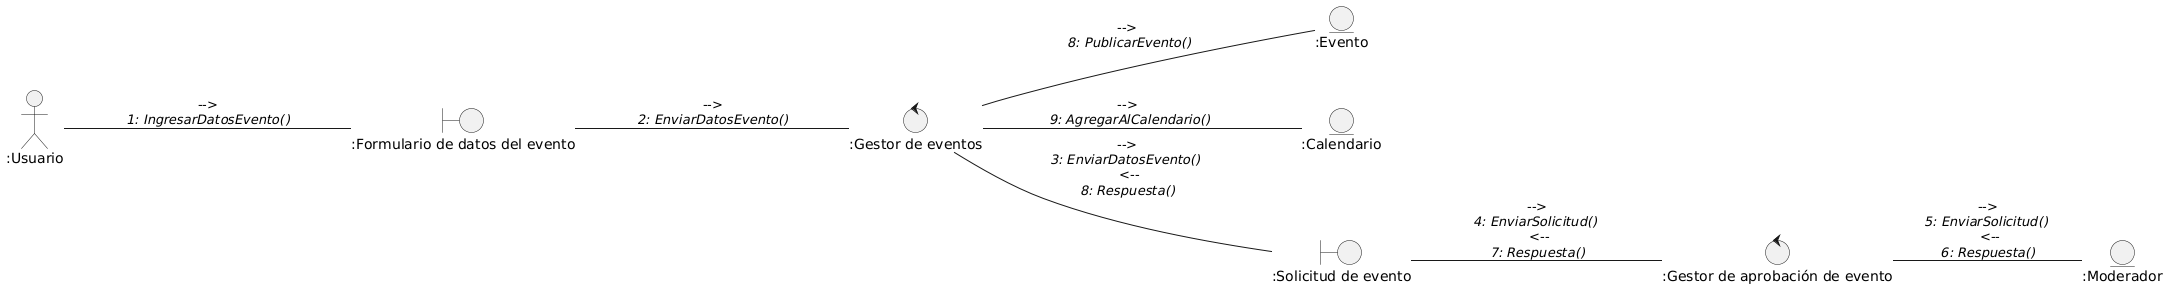 -->
8: PublicarEvento()
:Evento
:Usuario
-->
1: IngresarDatosEvento()
:Formulario de datos del evento
-->
2: EnviarDatosEvento()
:Gestor de eventos
-->
9: AgregarAlCalendario()
:Calendario
-->
3: EnviarDatosEvento()
<--
8: Respuesta()
:Solicitud de evento
-->
4: EnviarSolicitud()
<--
7: Respuesta()
:Gestor de aprobación de evento
-->
5: EnviarSolicitud()
<--
6: Respuesta()
:Moderador